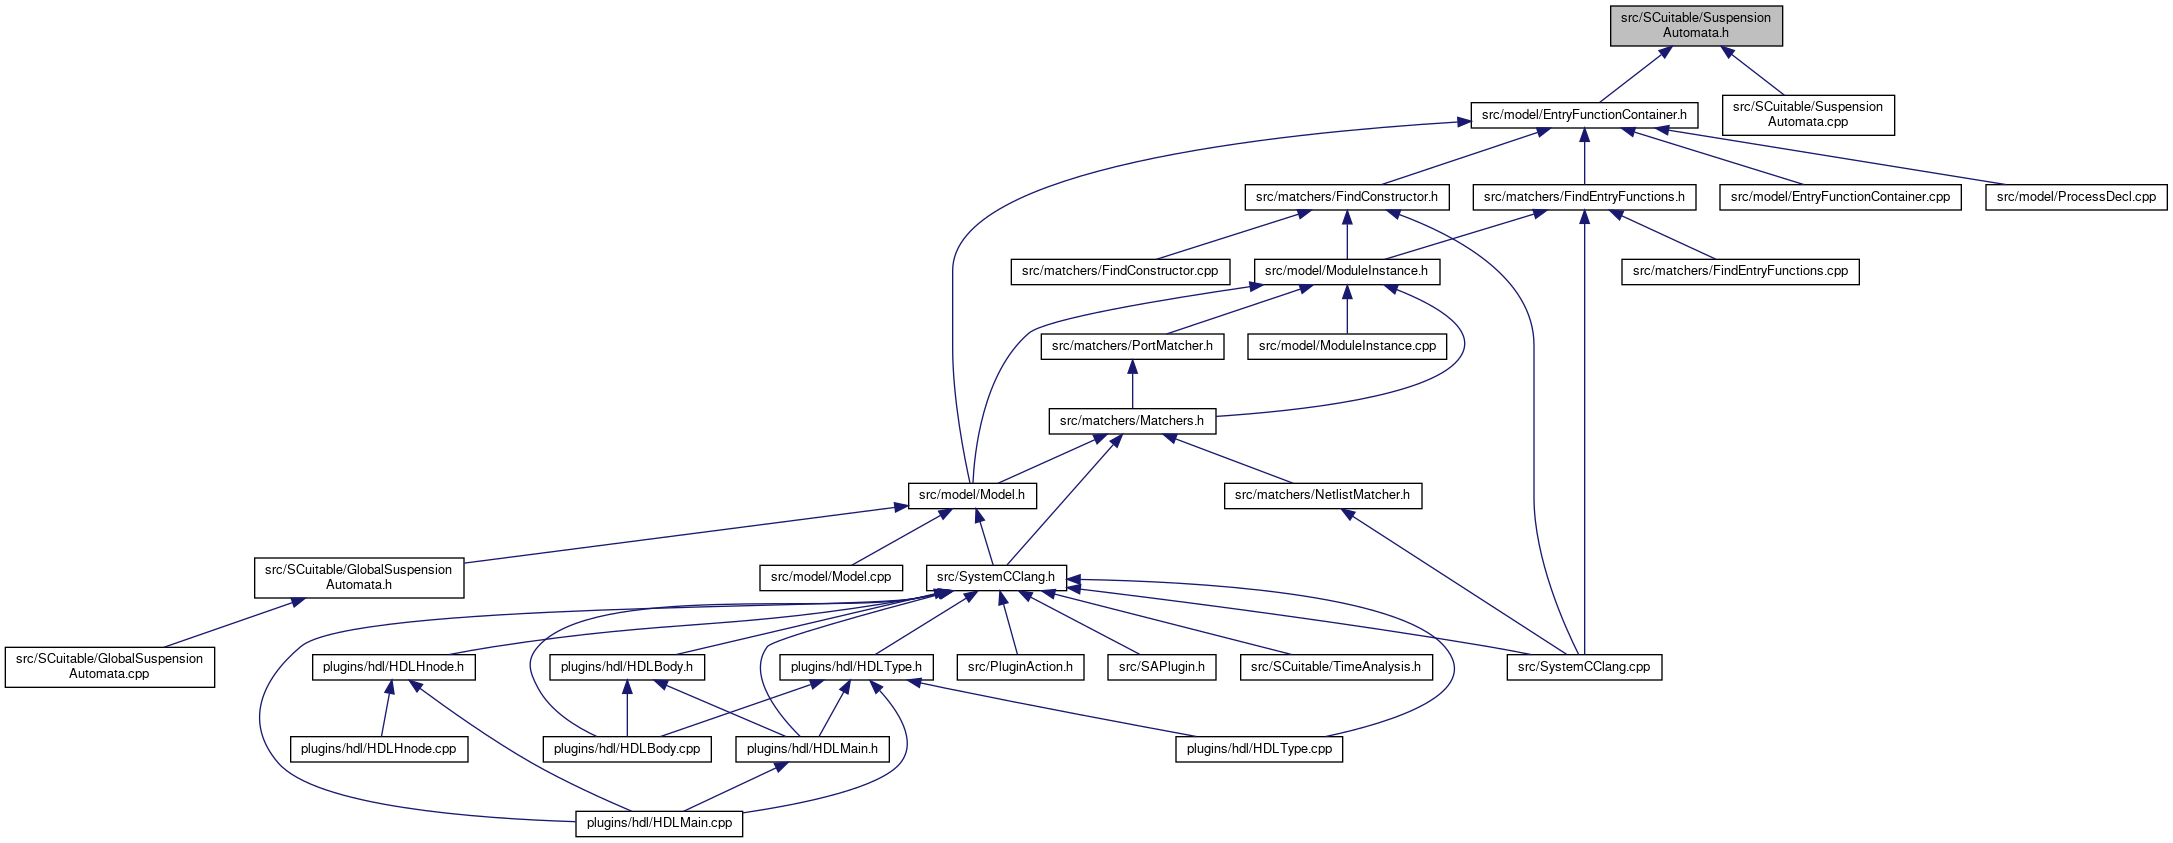 src/SCuitable/Suspension
Automata.h
src/model/EntryFunctionContainer.h
src/SCuitable/Suspension
Automata.cpp
src/matchers/FindConstructor.h
src/matchers/FindEntryFunctions.h
src/model/EntryFunctionContainer.cpp
src/model/ProcessDecl.cpp
src/matchers/FindConstructor.cpp
src/model/ModuleInstance.h
src/matchers/FindEntryFunctions.cpp
src/matchers/PortMatcher.h
src/model/ModuleInstance.cpp
src/matchers/Matchers.h
src/model/Model.h
src/matchers/NetlistMatcher.h
src/SCuitable/GlobalSuspension
Automata.h
src/model/Model.cpp
src/SystemCClang.h
src/SCuitable/GlobalSuspension
Automata.cpp
plugins/hdl/HDLHnode.h
plugins/hdl/HDLBody.h
plugins/hdl/HDLType.h
src/PluginAction.h
src/SAPlugin.h
src/SCuitable/TimeAnalysis.h
src/SystemCClang.cpp
plugins/hdl/HDLHnode.cpp
plugins/hdl/HDLBody.cpp
plugins/hdl/HDLMain.h
plugins/hdl/HDLType.cpp
plugins/hdl/HDLMain.cpp